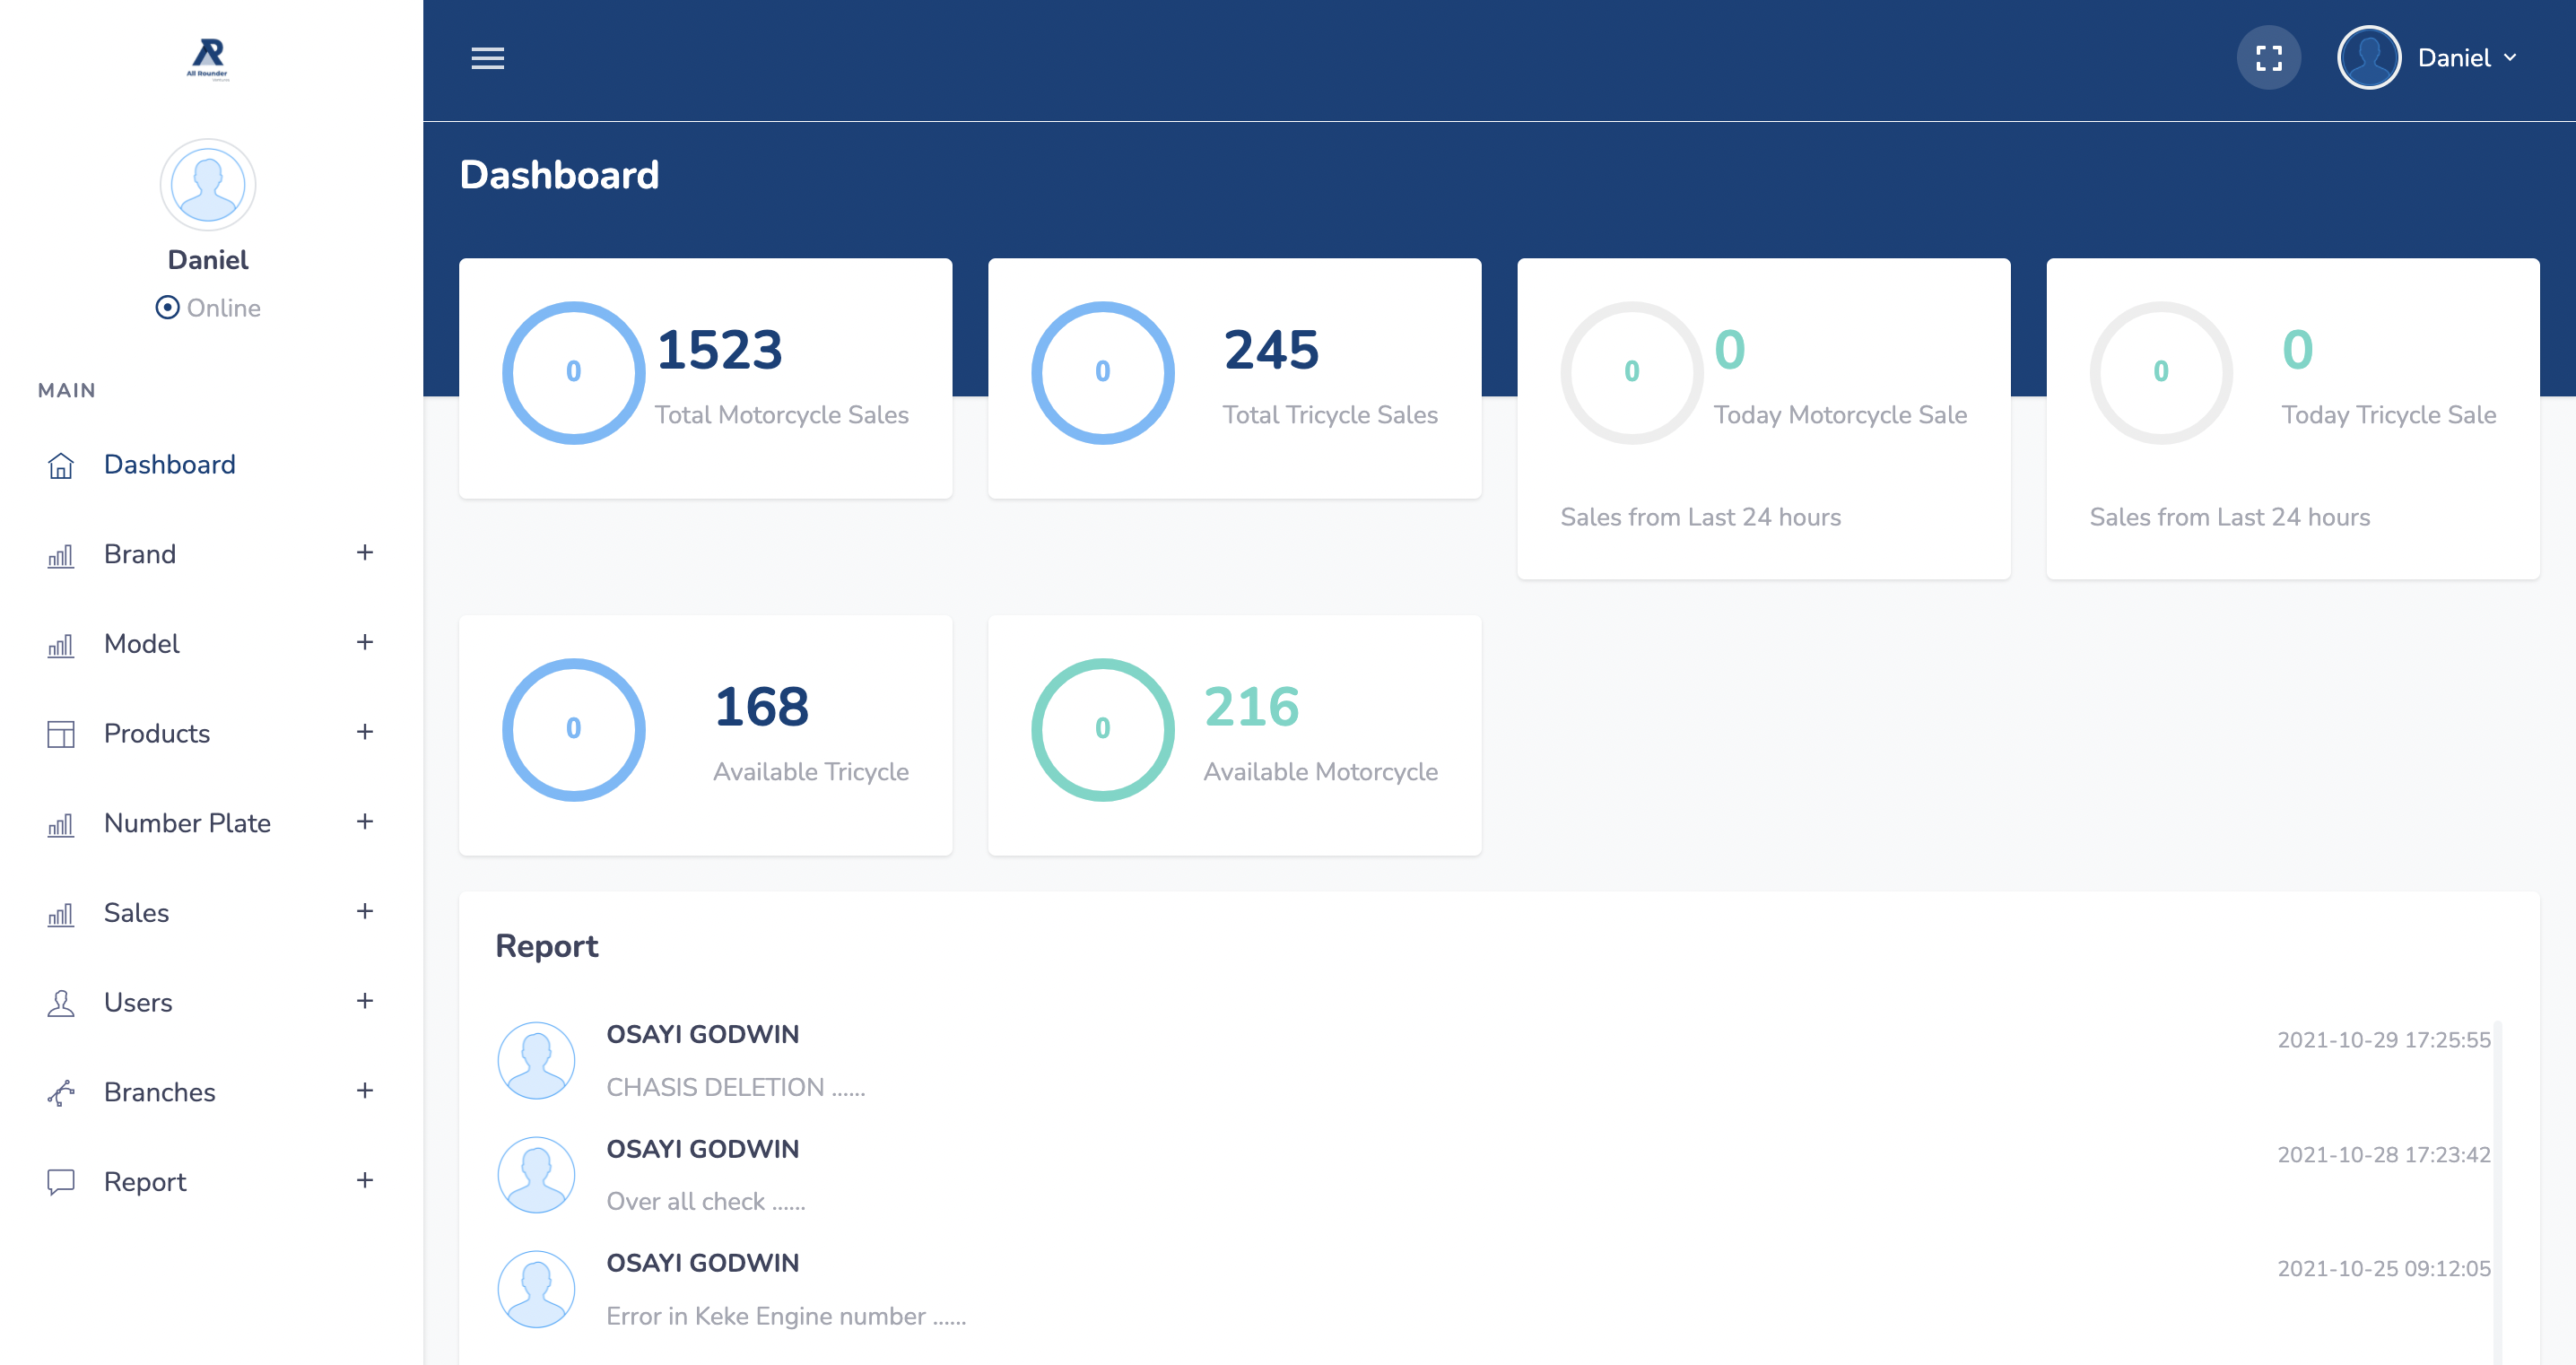 All Rounder
Daniel
Daniel
Online
MAIN
Dashboard
Brand
Model
Products
Number Plate
Sales
Users
Branches
Report
Dashboard
0
1523
Total Motorcycle Sales
0
245
Total Tricycle Sales
0
0
Today Motorcycle Sale
Sales from Last 24 hours
0
0
Today Tricycle Sale
Sales from Last 24 hours
0
168
Available Tricycle
0
216
Available Motorcycle
Report
OSAYI GODWIN
2021-10-29 17:25:55
CHASIS DELETION ......
OSAYI GODWIN
2021-10-28 17:23:42
Over all check ......
OSAYI GODWIN
2021-10-25 09:12:05
Error in Keke Engine number ......